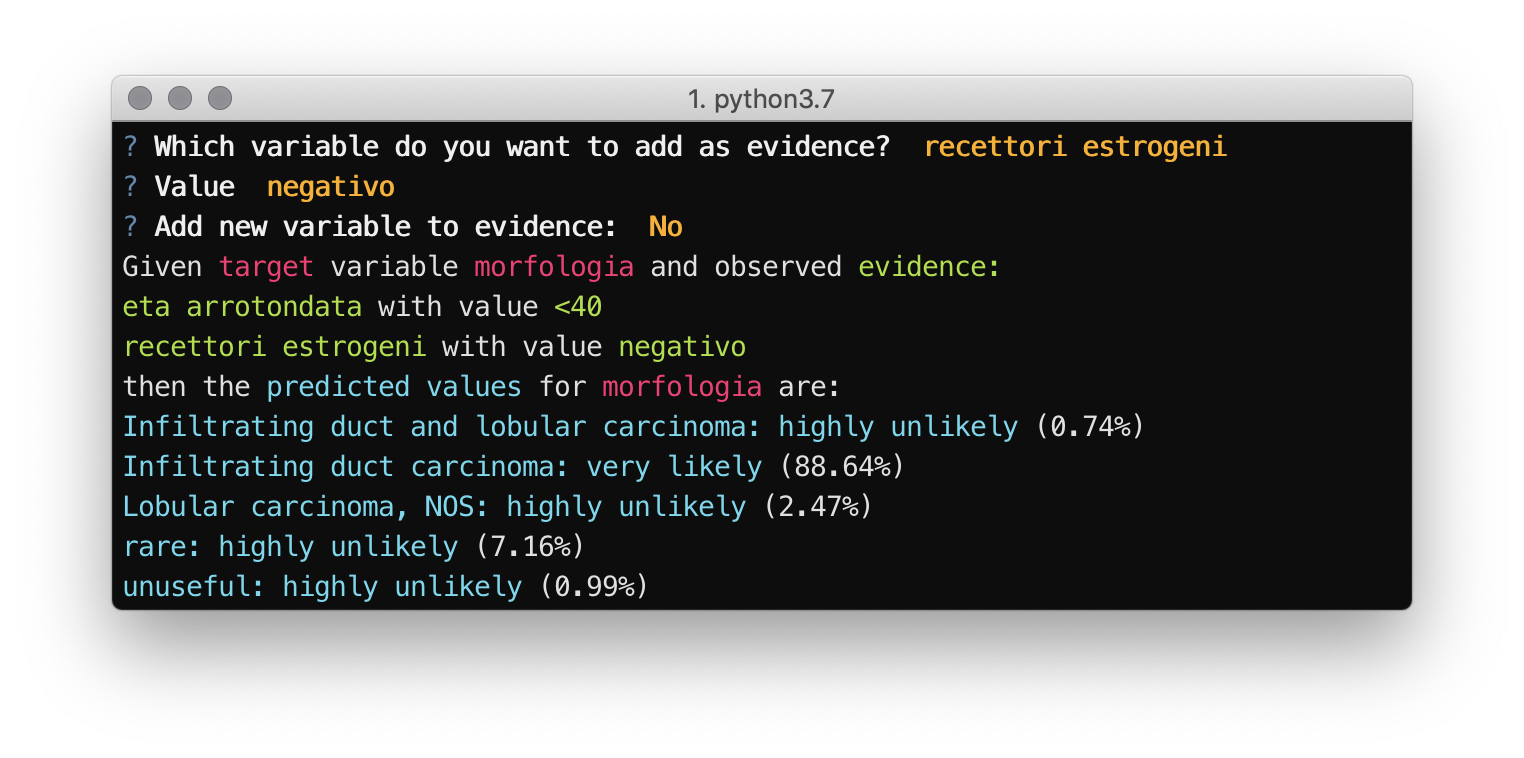 1. python3.7
? Which variable do you want to add as evidence?  recettori estrogeni
? Value  negativo
? Add new variable to evidence:  No
Given target variable morfologia and observed evidence:
eta arrotondata with value <40
recettori estrogeni with value negativo
then the predicted values for morfologia are:
Infiltrating duct and lobular carcinoma: highly unlikely (0.74%)
Infiltrating duct carcinoma: very likely (88.64%)
Lobular carcinoma, NOS: highly unlikely (2.47%)
rare: highly unlikely (7.16%)
unuseful: highly unlikely (0.99%)